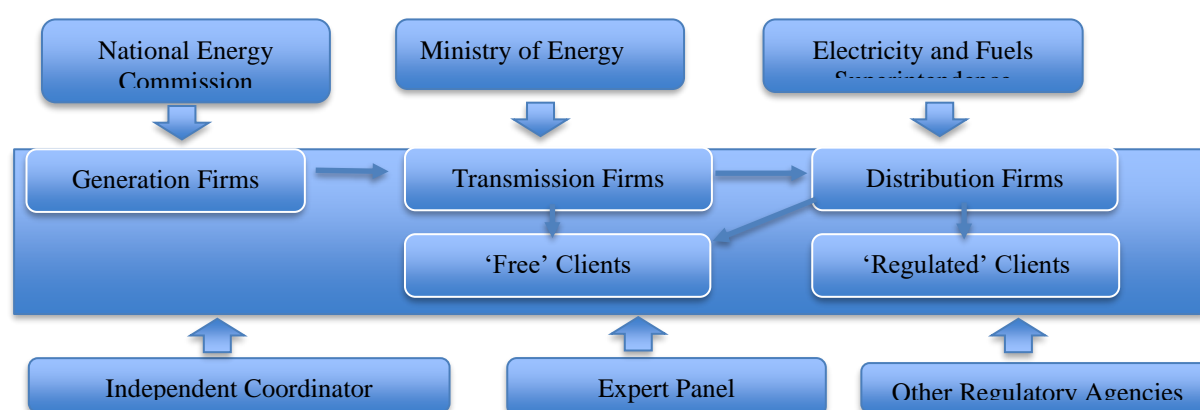 National Energy
Commission
Ministry of Energy
Electricity and Fuels
Superintendence
Generation Firms
Transmission Firms
Distribution Firms
‘Free’ Clients
‘Regulated’ Clients
Independent Coordinator
Expert Panel
Other Regulatory Agencies